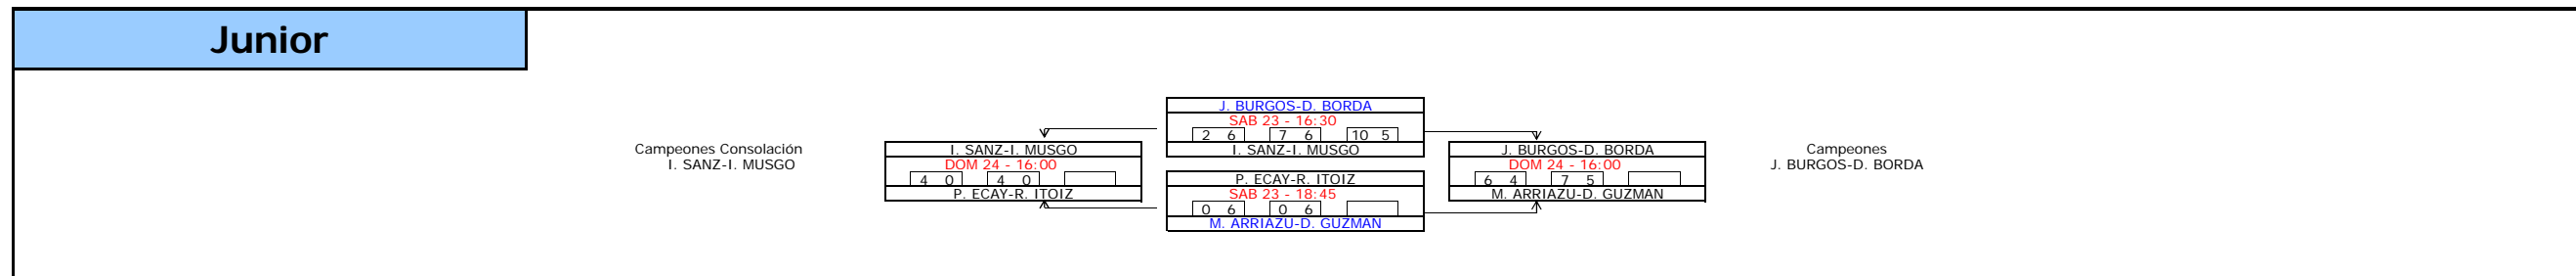 Junior
J. BURGOS-D. BORDA
SAB 23 - 16:30
2 6 7 6 10 5
I. SANZ-I. MUSGO
Campeones Consolación
I. SANZ-I. MUSGO
I. SANZ-I. MUSGO
DOM 24 - 16:00
4 0 4 0
P. ECAY-R. ITOIZ
P. ECAY-R. ITOIZ
SAB 23 - 18:45
0 6 0 6
M. ARRIAZU-D. GUZMAN
J. BURGOS-D. BORDA
DOM 24 - 16:00
6 4 7 5
M. ARRIAZU-D. GUZMAN
Campeones
J. BURGOS-D. BORDA